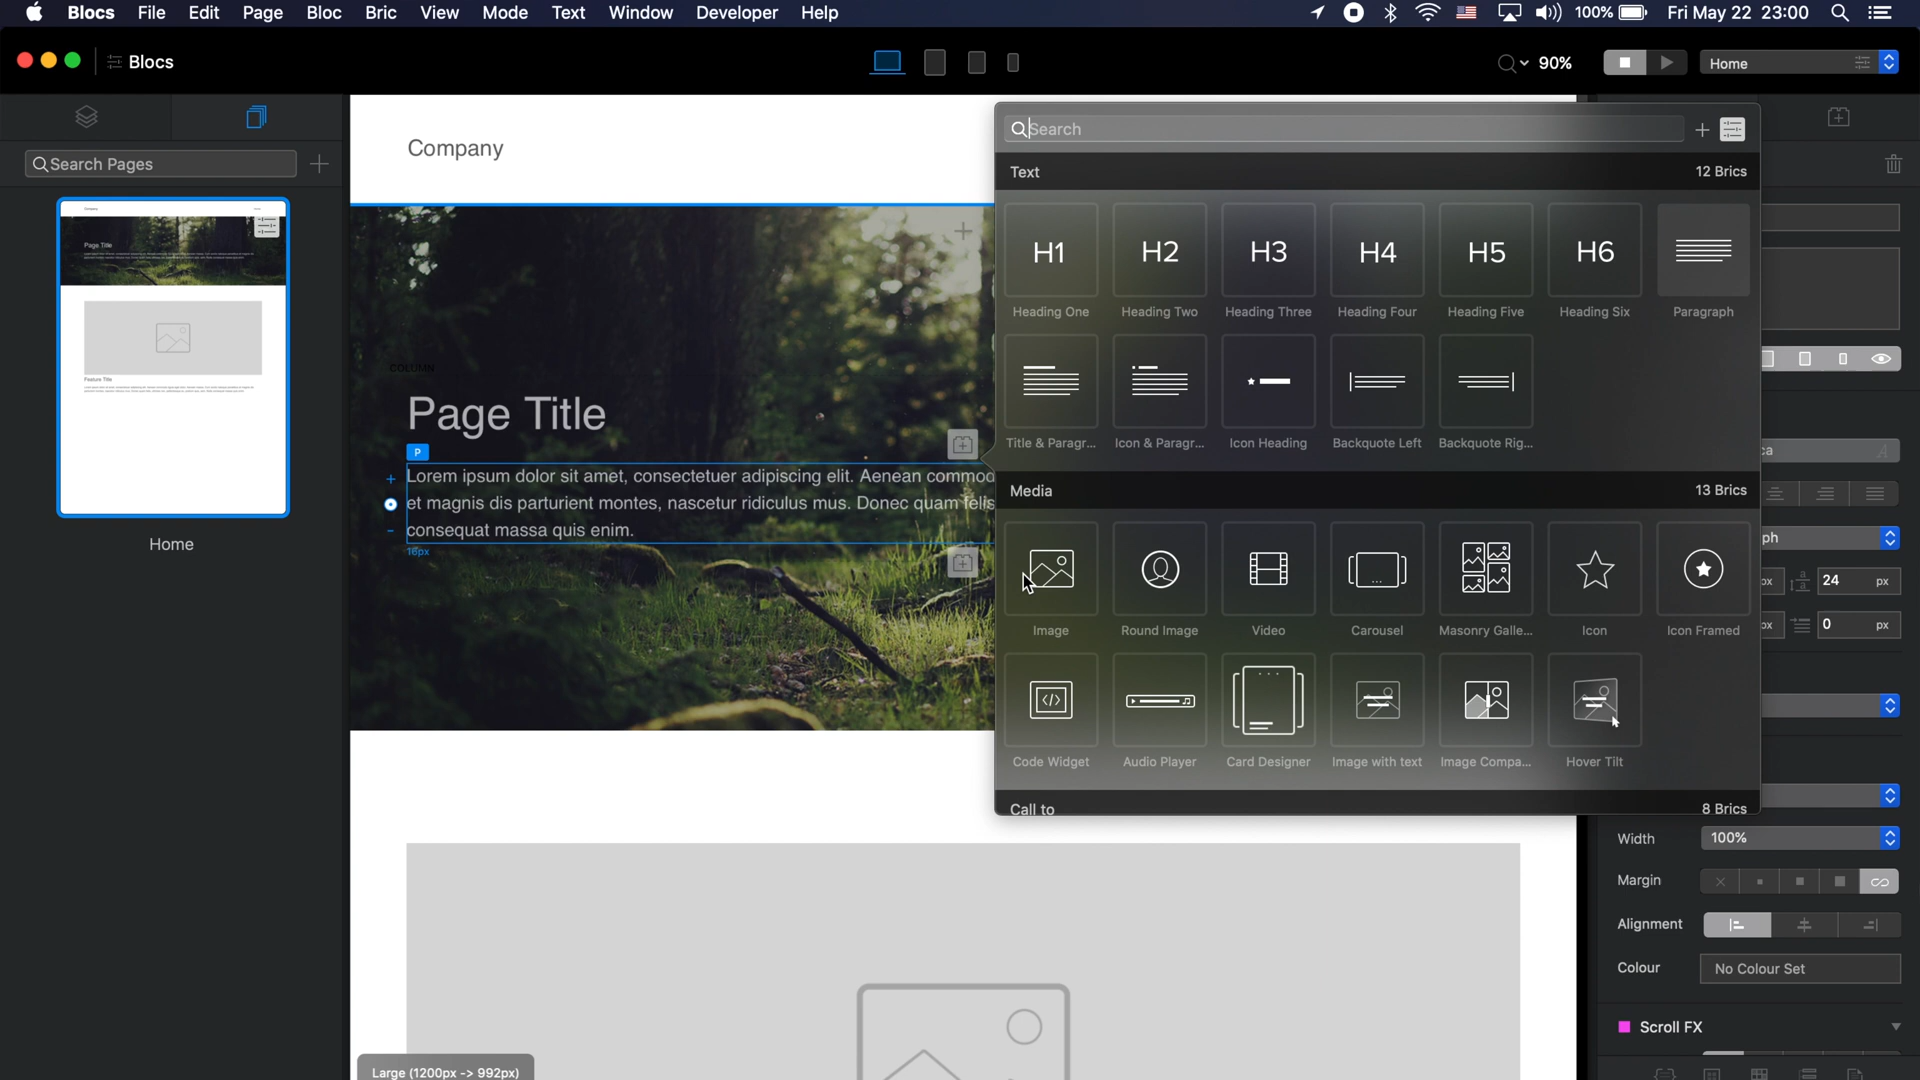 Blocs File Edit Page Bloc Bric View Mode Text Window Developer Help 100% Fri May 22 23:00
Blocs 90% Home
Search Pages
Home
Company
COLUMN
Page Title
P
Lorem ipsum dolor sit amet, consectetuer adipiscing elit. Aenean commod
et magnis dis parturient montes, nascetur ridiculus mus. Donec quam felis
consequat massa quis enim.
16px
Large (1200px -> 992px)
Search
Text 12 Brics
H1 H2 H3 H4 H5 H6
Heading One Heading Two Heading Three Heading Four Heading Five Heading Six Paragraph
Title & Paragr... Icon & Paragr... Icon Heading Backquote Left Backquote Rig...
Media 13 Brics
Image Round Image Video Carousel Masonry Galle... Icon Icon Framed
Code Widget Audio Player Card Designer Image with text Image Compa... Hover Tilt
Call to 8 Brics
ca
ph
px 24 px
px 0 px
Width 100%
Margin
Alignment
Colour No Colour Set
Scroll FX